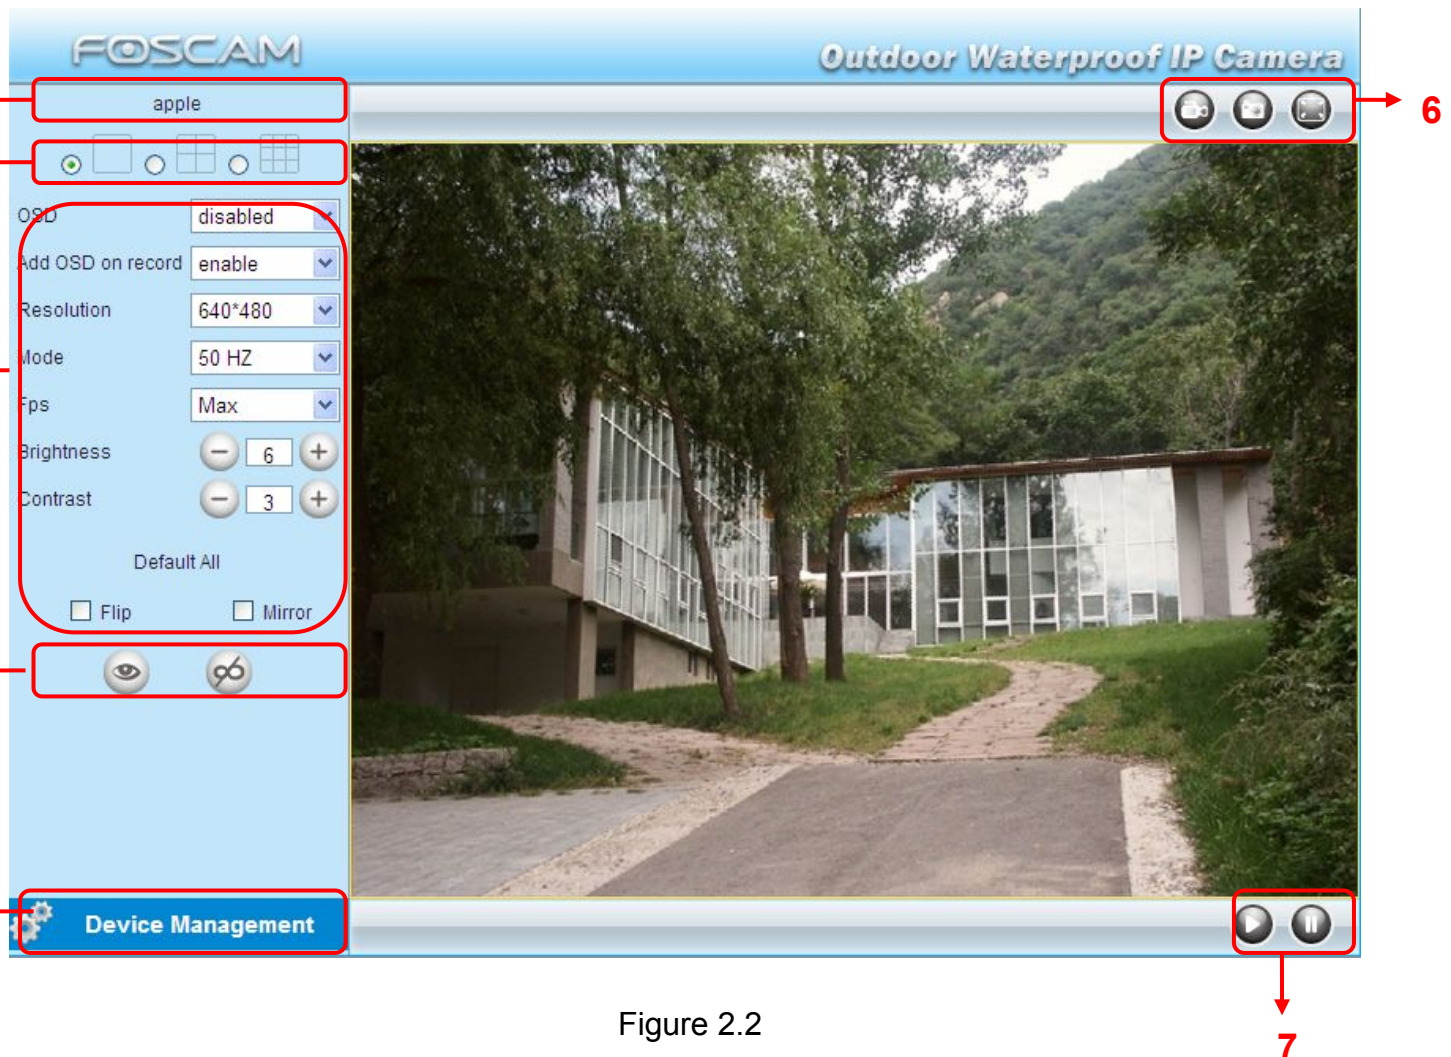 FOSCAM
Outdoor Waterproof IP Camera
apple
6
OSD disabled
Add OSD on record enable
Resolution 640*480
Mode 50 HZ
Fps Max
Brightness 6
Contrast 3
Default All
Flip Mirror
Device Management
Figure 2.2
7